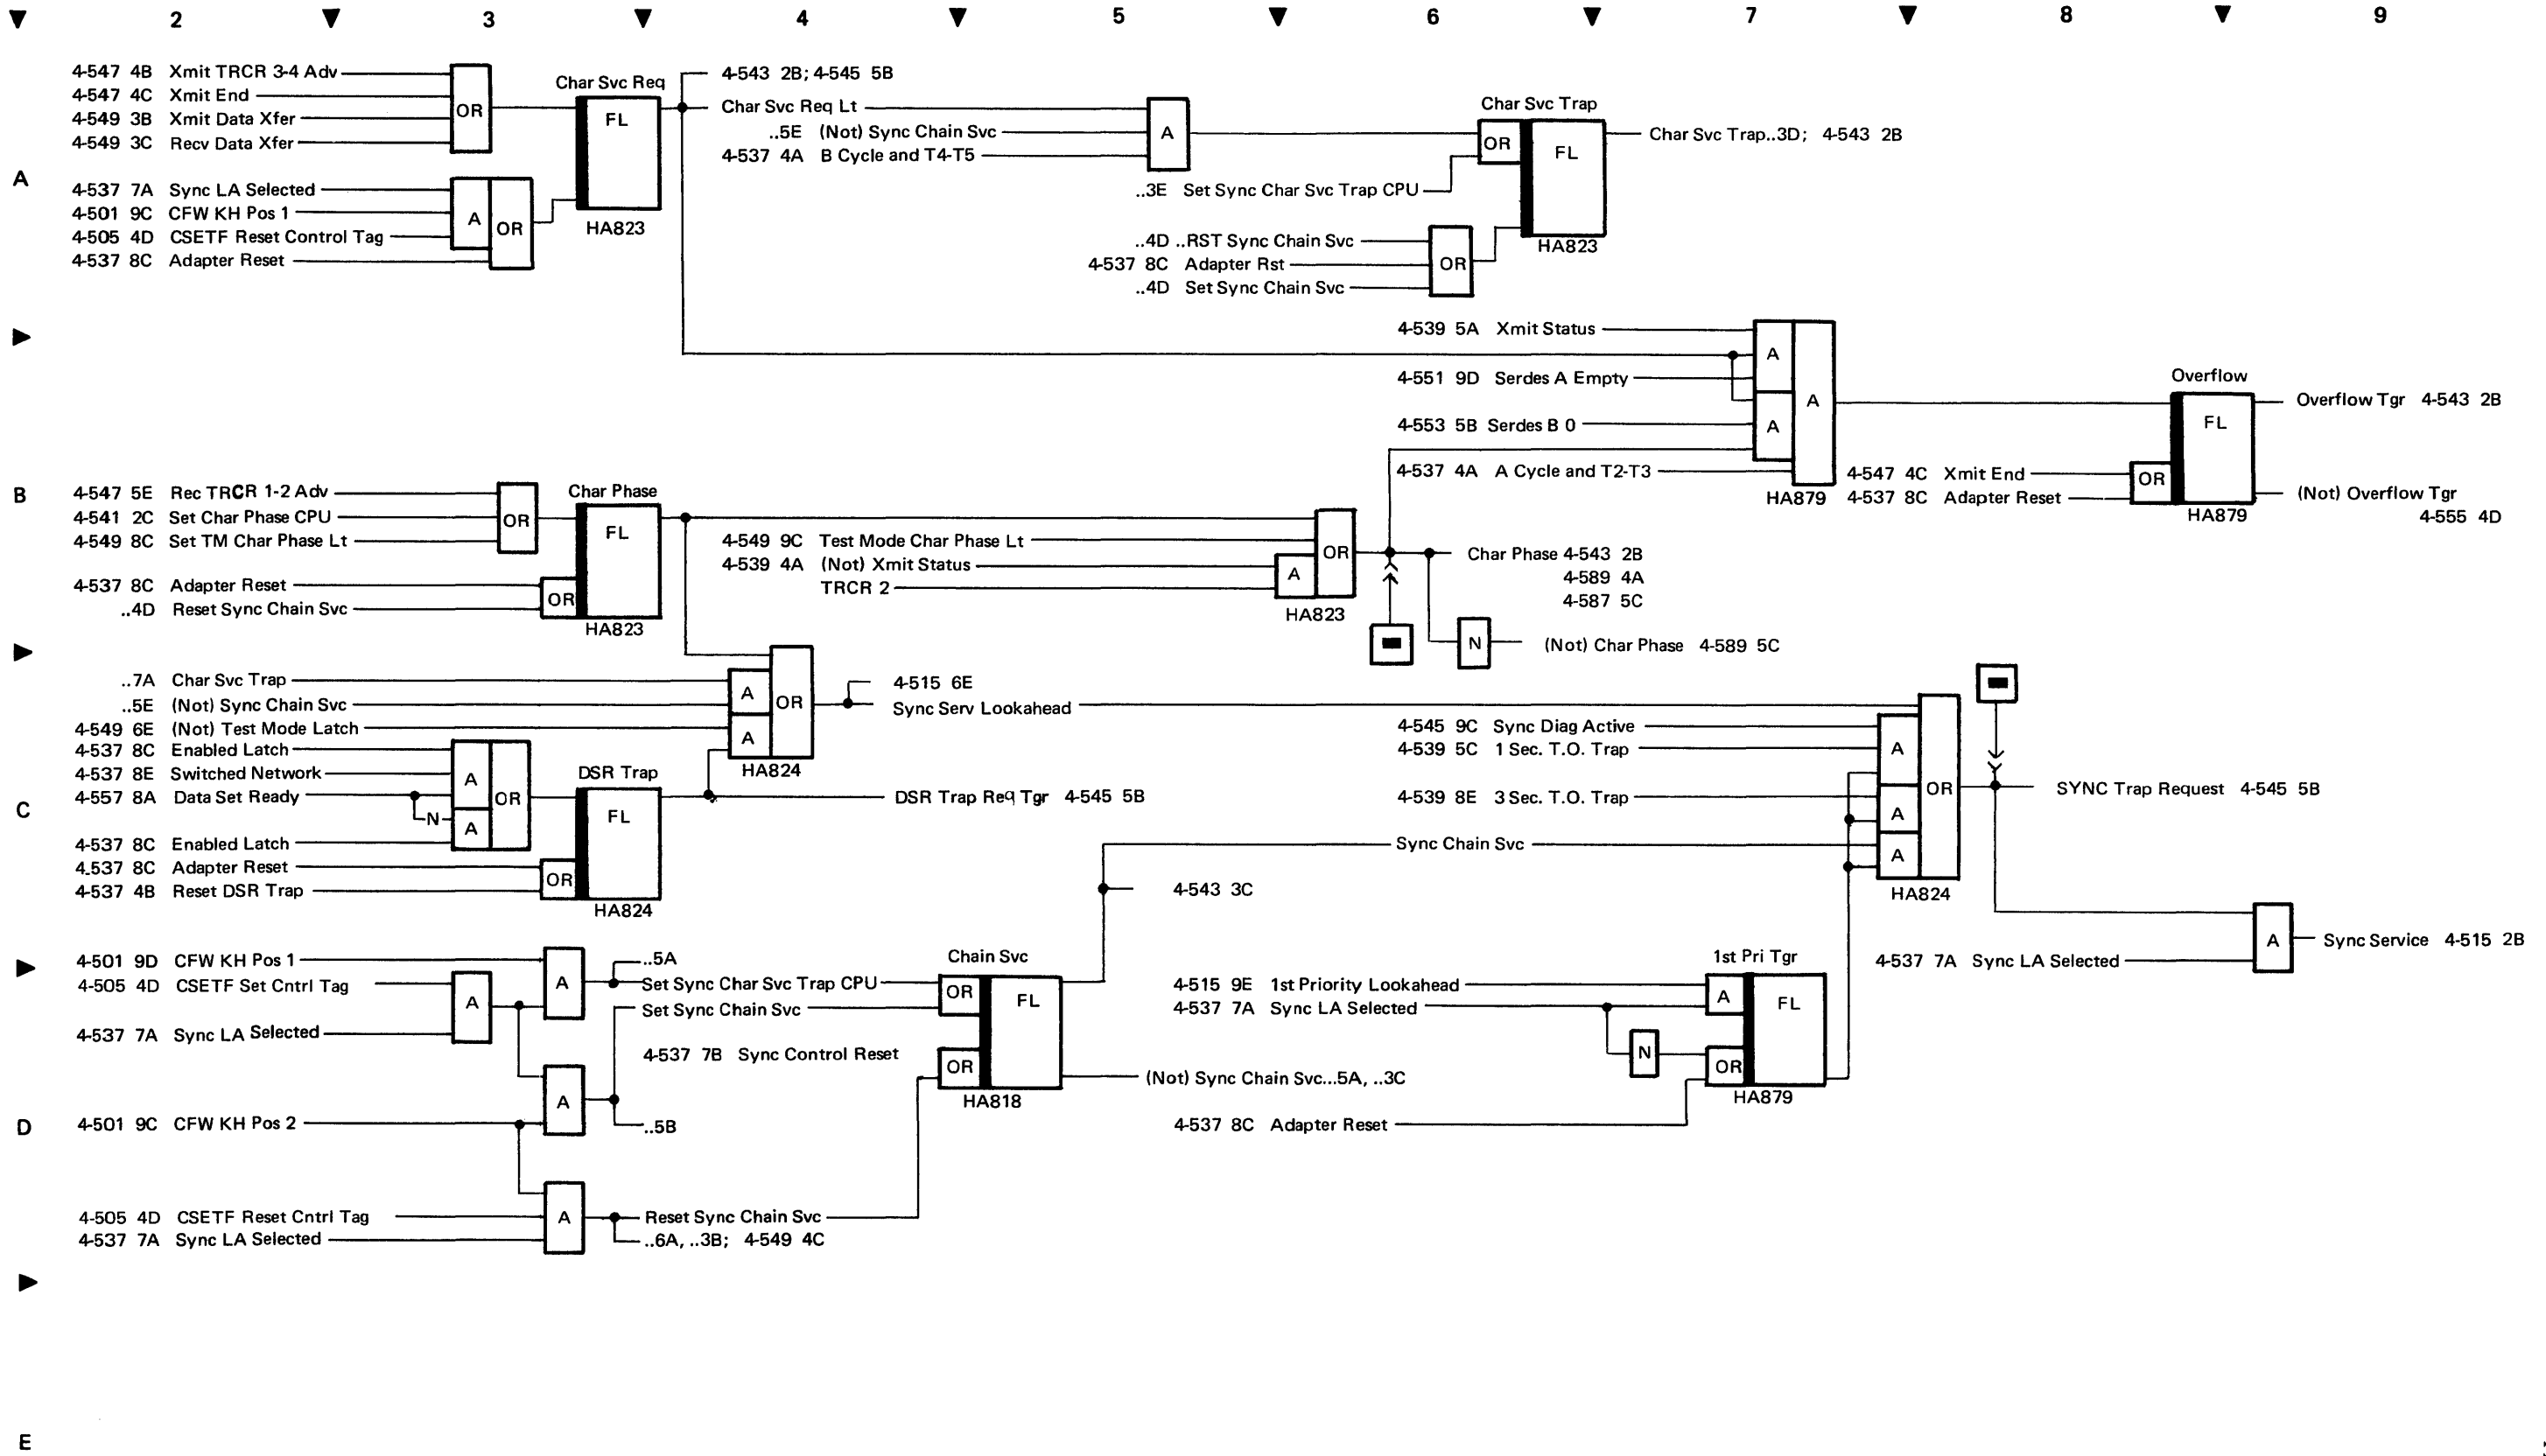 2 3 4 5 6 7 8 9
A
4-547 4B Xmit TRCR 3-4 Adv
4-547 4C Xmit End
4-549 3B Xmit Data Xfer
4-549 3C Recv Data Xfer
OR
Char Svc Req
FL
HA823
4-537 7A Sync LA Selected
4-501 9C CFW KH Pos 1
4-505 4D CSETF Reset Control Tag
4-537 8C Adapter Reset
A
OR
4-543 2B; 4-545 5B
Char Svc Req Lt
..5E (Not) Sync Chain Svc
4-537 4A B Cycle and T4-T5
A
..3E Set Sync Char Svc Trap CPU
..4D ..RST Sync Chain Svc
4-537 8C Adapter Rst
..4D Set Sync Chain Svc
OR
Char Svc Trap
OR
FL
HA823
Char Svc Trap..3D; 4-543 2B
4-539 5A Xmit Status
4-551 9D Serdes A Empty
4-553 5B Serdes B 0
4-537 4A A Cycle and T2-T3
A
A
A
HA879
Overflow
FL
OR
HA879
4-547 4C Xmit End
4-537 8C Adapter Reset
Overflow Tgr 4-543 2B
(Not) Overflow Tgr
4-555 4D
B
4-547 5E Rec TRCR 1-2 Adv
4-541 2C Set Char Phase CPU
4-549 8C Set TM Char Phase Lt
OR
4-537 8C Adapter Reset
..4D Reset Sync Chain Svc
OR
Char Phase
FL
HA823
4-549 9C Test Mode Char Phase Lt
4-539 4A (Not) Xmit Status
TRCR 2
A
OR
HA823
Char Phase 4-543 2B
4-589 4A
4-587 5C
N
(Not) Char Phase 4-589 5C
..7A Char Svc Trap
..5E (Not) Sync Chain Svc
4-549 6E (Not) Test Mode Latch
A
A
OR
HA824
4-515 6E
Sync Serv Lookahead
C
4-537 8C Enabled Latch
4-537 8E Switched Network
4-557 8A Data Set Ready
N
4-537 8C Enabled Latch
4-537 8C Adapter Reset
4-537 4B Reset DSR Trap
A
A
OR
OR
DSR Trap
FL
HA824
DSR Trap Req Tgr 4-545 5B
4-545 9C Sync Diag Active
4-539 5C 1 Sec. T.O. Trap
4-539 8E 3 Sec. T.O. Trap
Sync Chain Svc
4-543 3C
A
A
A
OR
HA824
SYNC Trap Request 4-545 5B
4-537 7A Sync LA Selected
A
Sync Service 4-515 2B
4-501 9D CFW KH Pos 1
4-505 4D CSETF Set Cntrl Tag
4-537 7A Sync LA Selected
A
A
..5A
Set Sync Char Svc Trap CPU
Set Sync Chain Svc
4-537 7B Sync Control Reset
Chain Svc
OR
FL
OR
HA818
(Not) Sync Chain Svc...5A, ..3C
4-515 9E 1st Priority Lookahead
4-537 7A Sync LA Selected
N
4-537 8C Adapter Reset
1st Pri Tgr
A
FL
OR
HA879
D
4-501 9C CFW KH Pos 2
A
..5B
4-505 4D CSETF Reset Cntrl Tag
4-537 7A Sync LA Selected
A
Reset Sync Chain Svc
..6A, ..3B; 4-549 4C
E